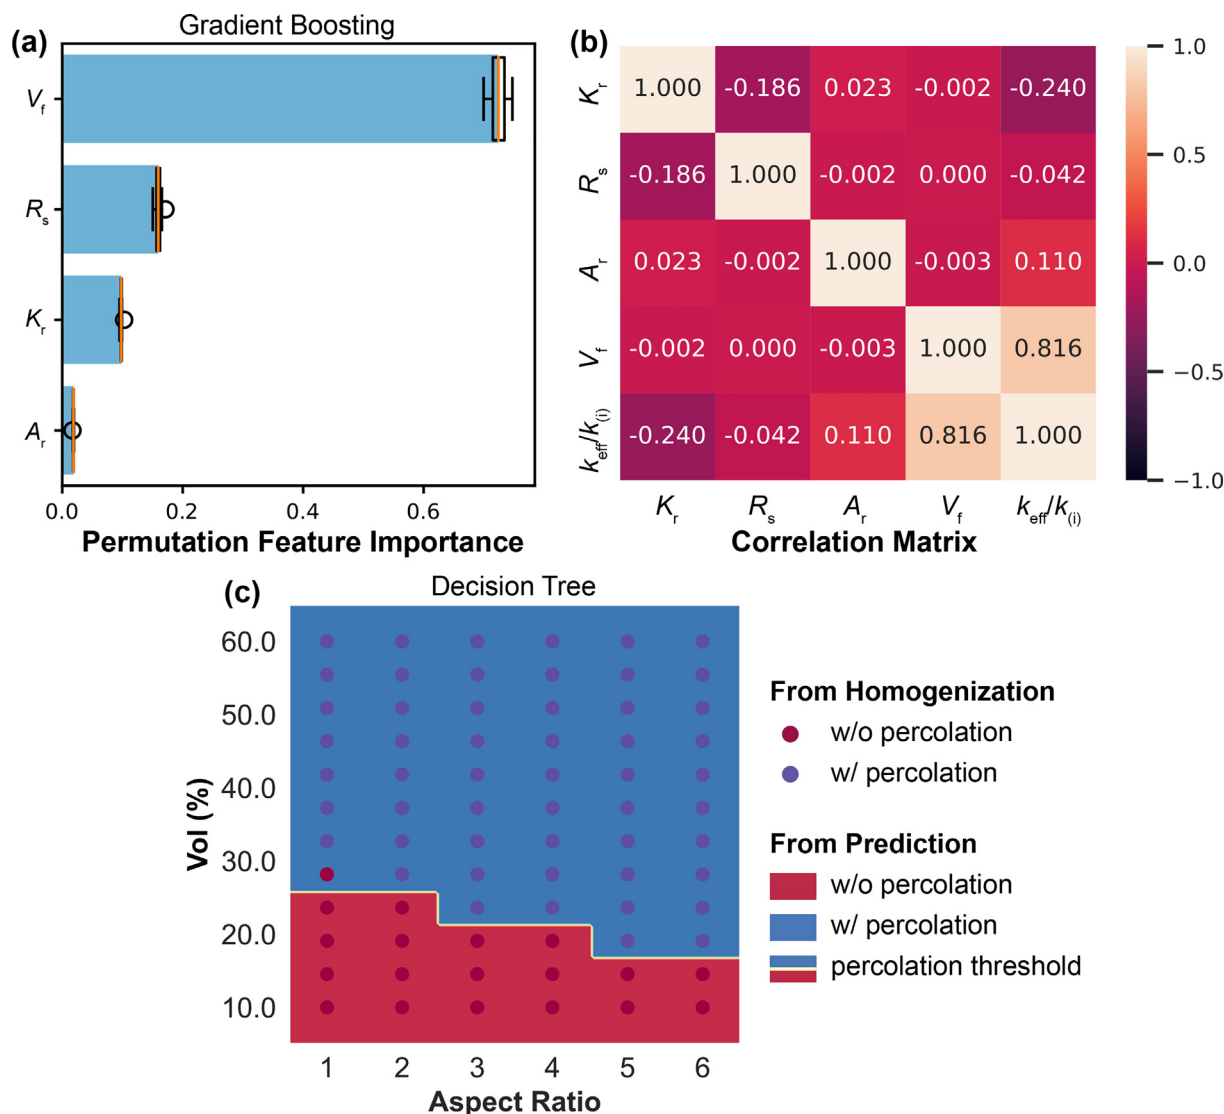 (a)
Gradient Boosting
V_f
R_s
K_r
A_r
0.0 0.2 0.4 0.6
Permutation Feature Importance
(b)
K_r 1.000 -0.186 0.023 -0.002 -0.240
R_s -0.186 1.000 -0.002 0.000 -0.042
A_r 0.023 -0.002 1.000 -0.003 0.110
V_f -0.002 0.000 -0.003 1.000 0.816
k_eff/k_(i) -0.240 -0.042 0.110 0.816 1.000
K_r R_s A_r V_f k_eff/k_(i)
Correlation Matrix
1.0
0.5
0.0
−0.5
−1.0
(c)
Decision Tree
60.0
50.0
40.0
30.0
20.0
10.0
Vol (%)
1 2 3 4 5 6
Aspect Ratio
From Homogenization
w/o percolation
w/ percolation
From Prediction
w/o percolation
w/ percolation
percolation threshold